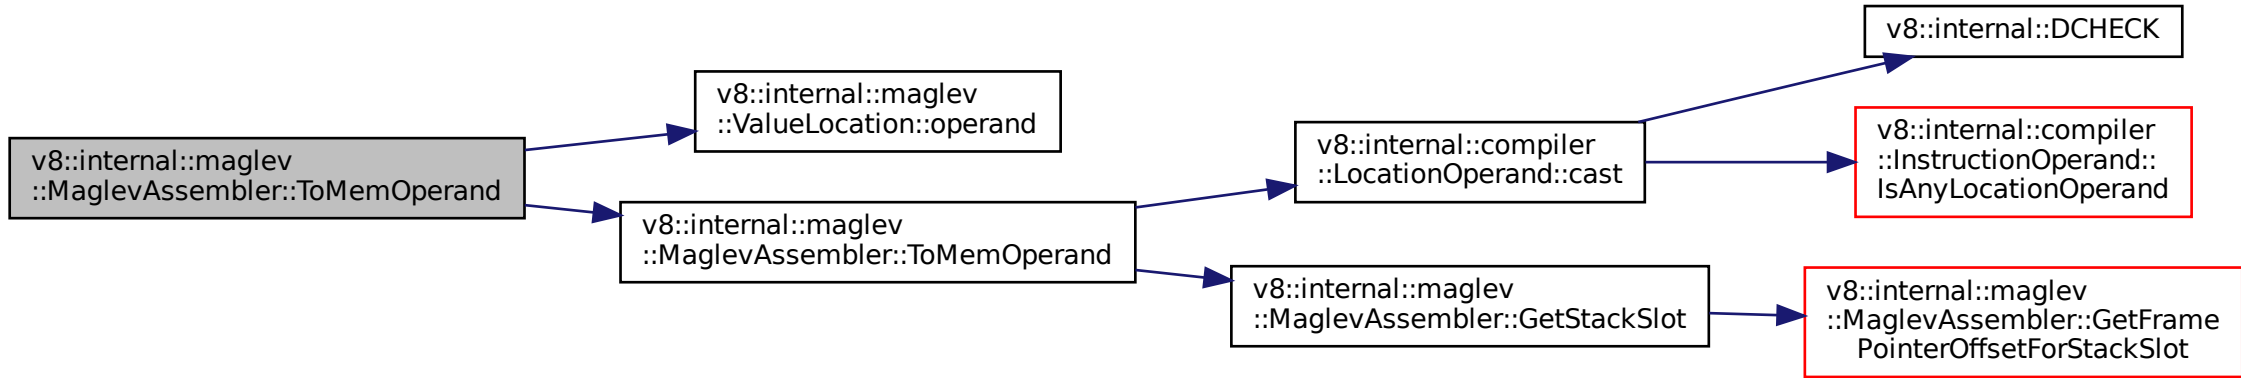 v8::internal::maglev
::MaglevAssembler::ToMemOperand
v8::internal::maglev
::ValueLocation::operand
v8::internal::maglev
::MaglevAssembler::ToMemOperand
v8::internal::compiler
::LocationOperand::cast
v8::internal::DCHECK
v8::internal::compiler
::InstructionOperand::
IsAnyLocationOperand
v8::internal::maglev
::MaglevAssembler::GetStackSlot
v8::internal::maglev
::MaglevAssembler::GetFrame
PointerOffsetForStackSlot